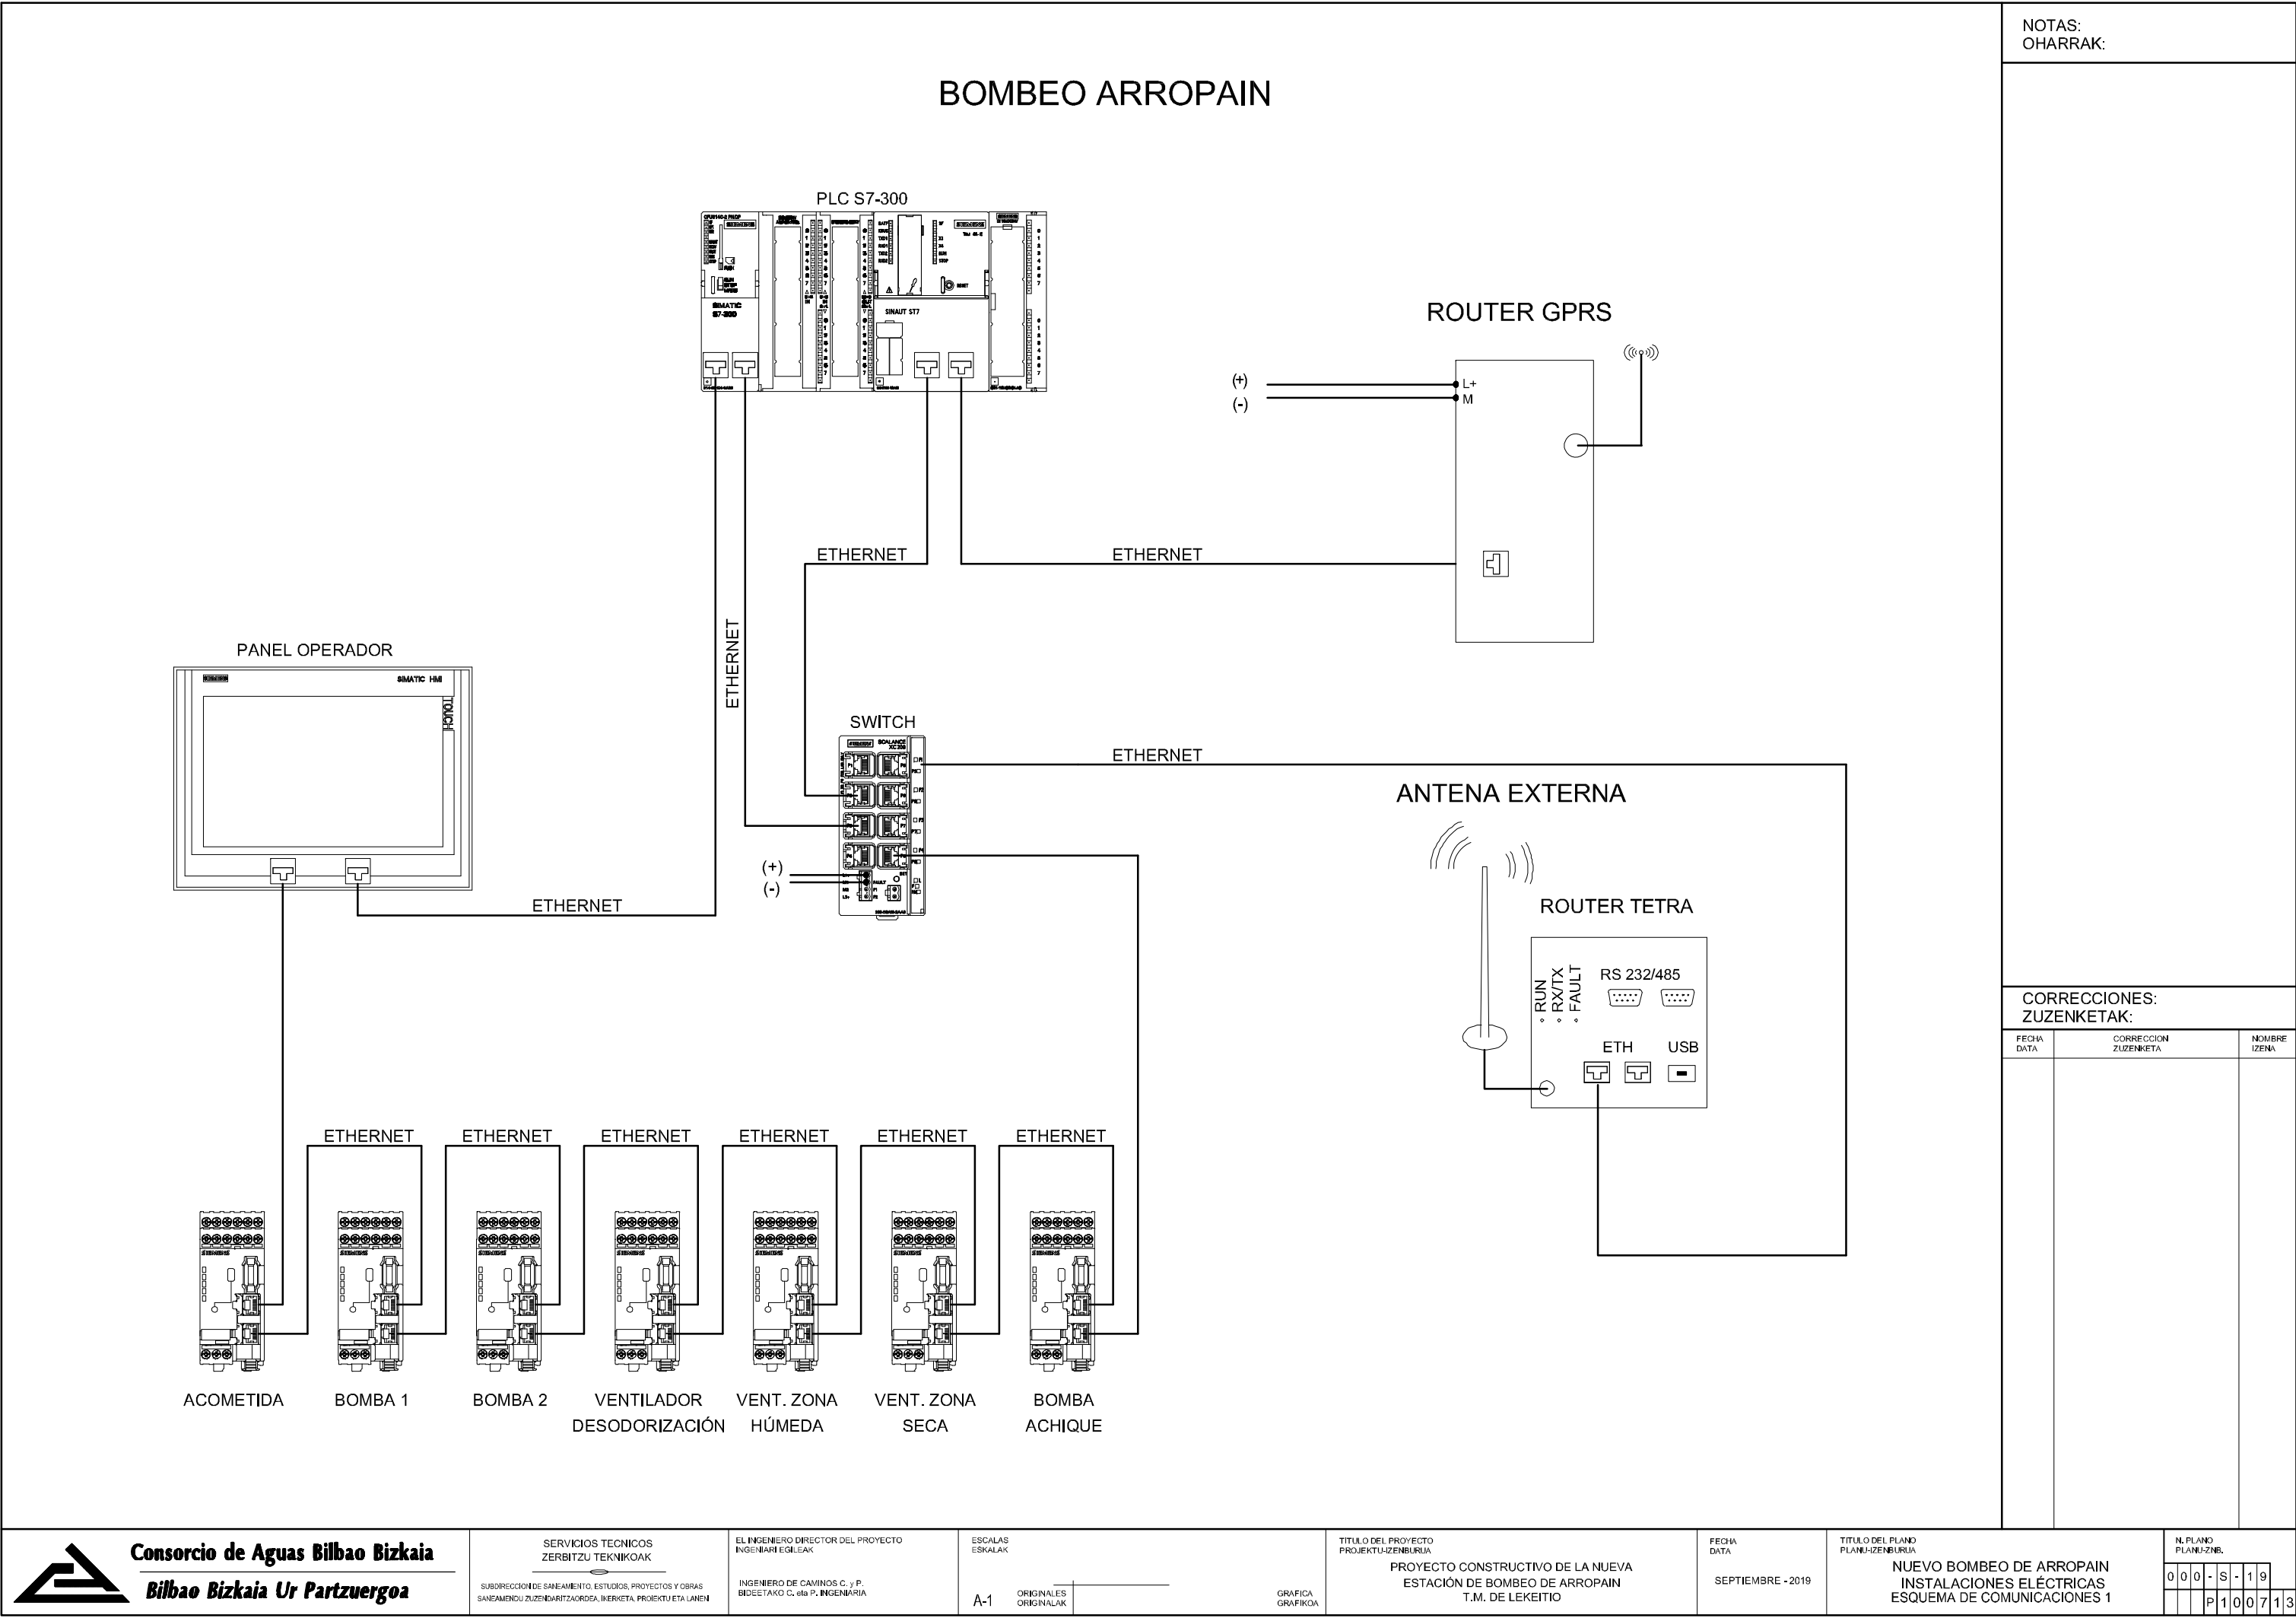 NOTAS:
OHARRAK:
BOMBEO ARROPAIN
PLC S7-300
SIMATIC
S7-300
SINAUT ST7
RESET
ROUTER GPRS
(+)
(-)
L+
M
ETHERNET
ETHERNET
ETHERNET
PANEL OPERADOR
SIMATIC HMI
TOUCH
ETHERNET
SWITCH
SCALANCE
XC208
(+)
(-)
FAULT
ETHERNET
ANTENA EXTERNA
ROUTER TETRA
RUN
RX/TX
FAULT
RS 232/485
ETH
USB
ETHERNET
ETHERNET
ETHERNET
ETHERNET
ETHERNET
ETHERNET
ACOMETIDA
BOMBA 1
BOMBA 2
VENTILADOR
DESODORIZACIÓN
VENT. ZONA
HÚMEDA
VENT. ZONA
SECA
BOMBA
ACHIQUE
CORRECCIONES:
ZUZENKETAK:
FECHA
DATA
CORRECCION
ZUZENKETA
NOMBRE
IZENA
Consorcio de Aguas Bilbao Bizkaia
Bilbao Bizkaia Ur Partzuergoa
SERVICIOS TECNICOS
ZERBITZU TEKNIKOAK
SUBDIRECCION DE SANEAMIENTO, ESTUDIOS, PROYECTOS Y OBRAS
SANEAMENDU ZUZENDARITZAORDEA, IKERKETA, PROIEKTU ETA LANENI
EL INGENIERO DIRECTOR DEL PROYECTO
INGENIARI EGILEAK
INGENIERO DE CAMINOS C. y P.
BIDEETAKO C. eta P. INGENIARIA
ESCALAS
ESKALAK
A-1
ORIGINALES
ORIGINALAK
GRAFICA
GRAFIKOA
TITULO DEL PROYECTO
PROJEKTU-IZENBURUA
PROYECTO CONSTRUCTIVO DE LA NUEVA
ESTACIÓN DE BOMBEO DE ARROPAIN
T.M. DE LEKEITIO
FECHA
DATA
SEPTIEMBRE - 2019
TITULO DEL PLANO
PLANU-IZENBURUA
NUEVO BOMBEO DE ARROPAIN
INSTALACIONES ELÉCTRICAS
ESQUEMA DE COMUNICACIONES 1
N. PLANO
PLANU-ZNB.
000-S-19
P100713